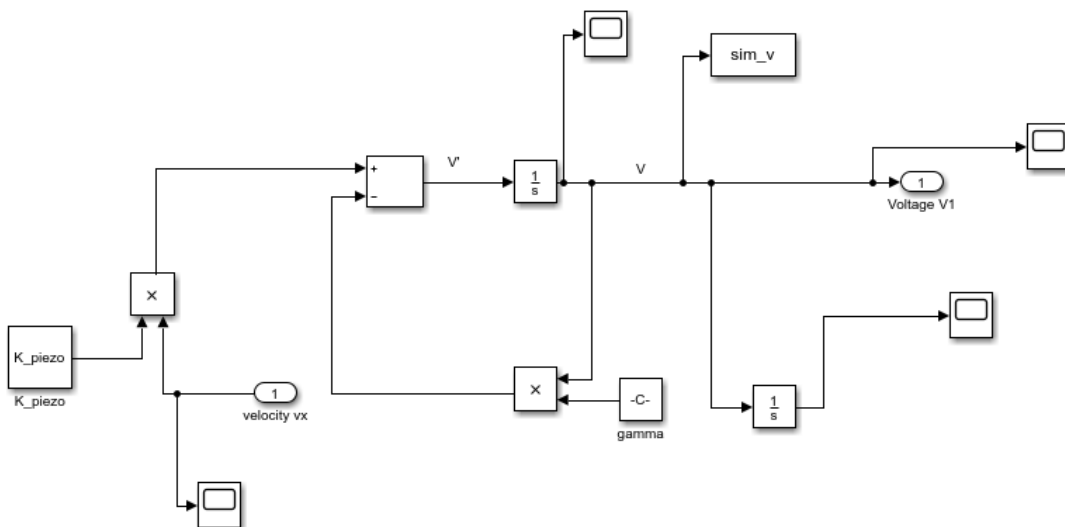 sim_v
+
−
V'
1
s
V
1
Voltage V1
×
K_piezo
K_piezo
1
velocity vx
×
-C-
gamma
1
s